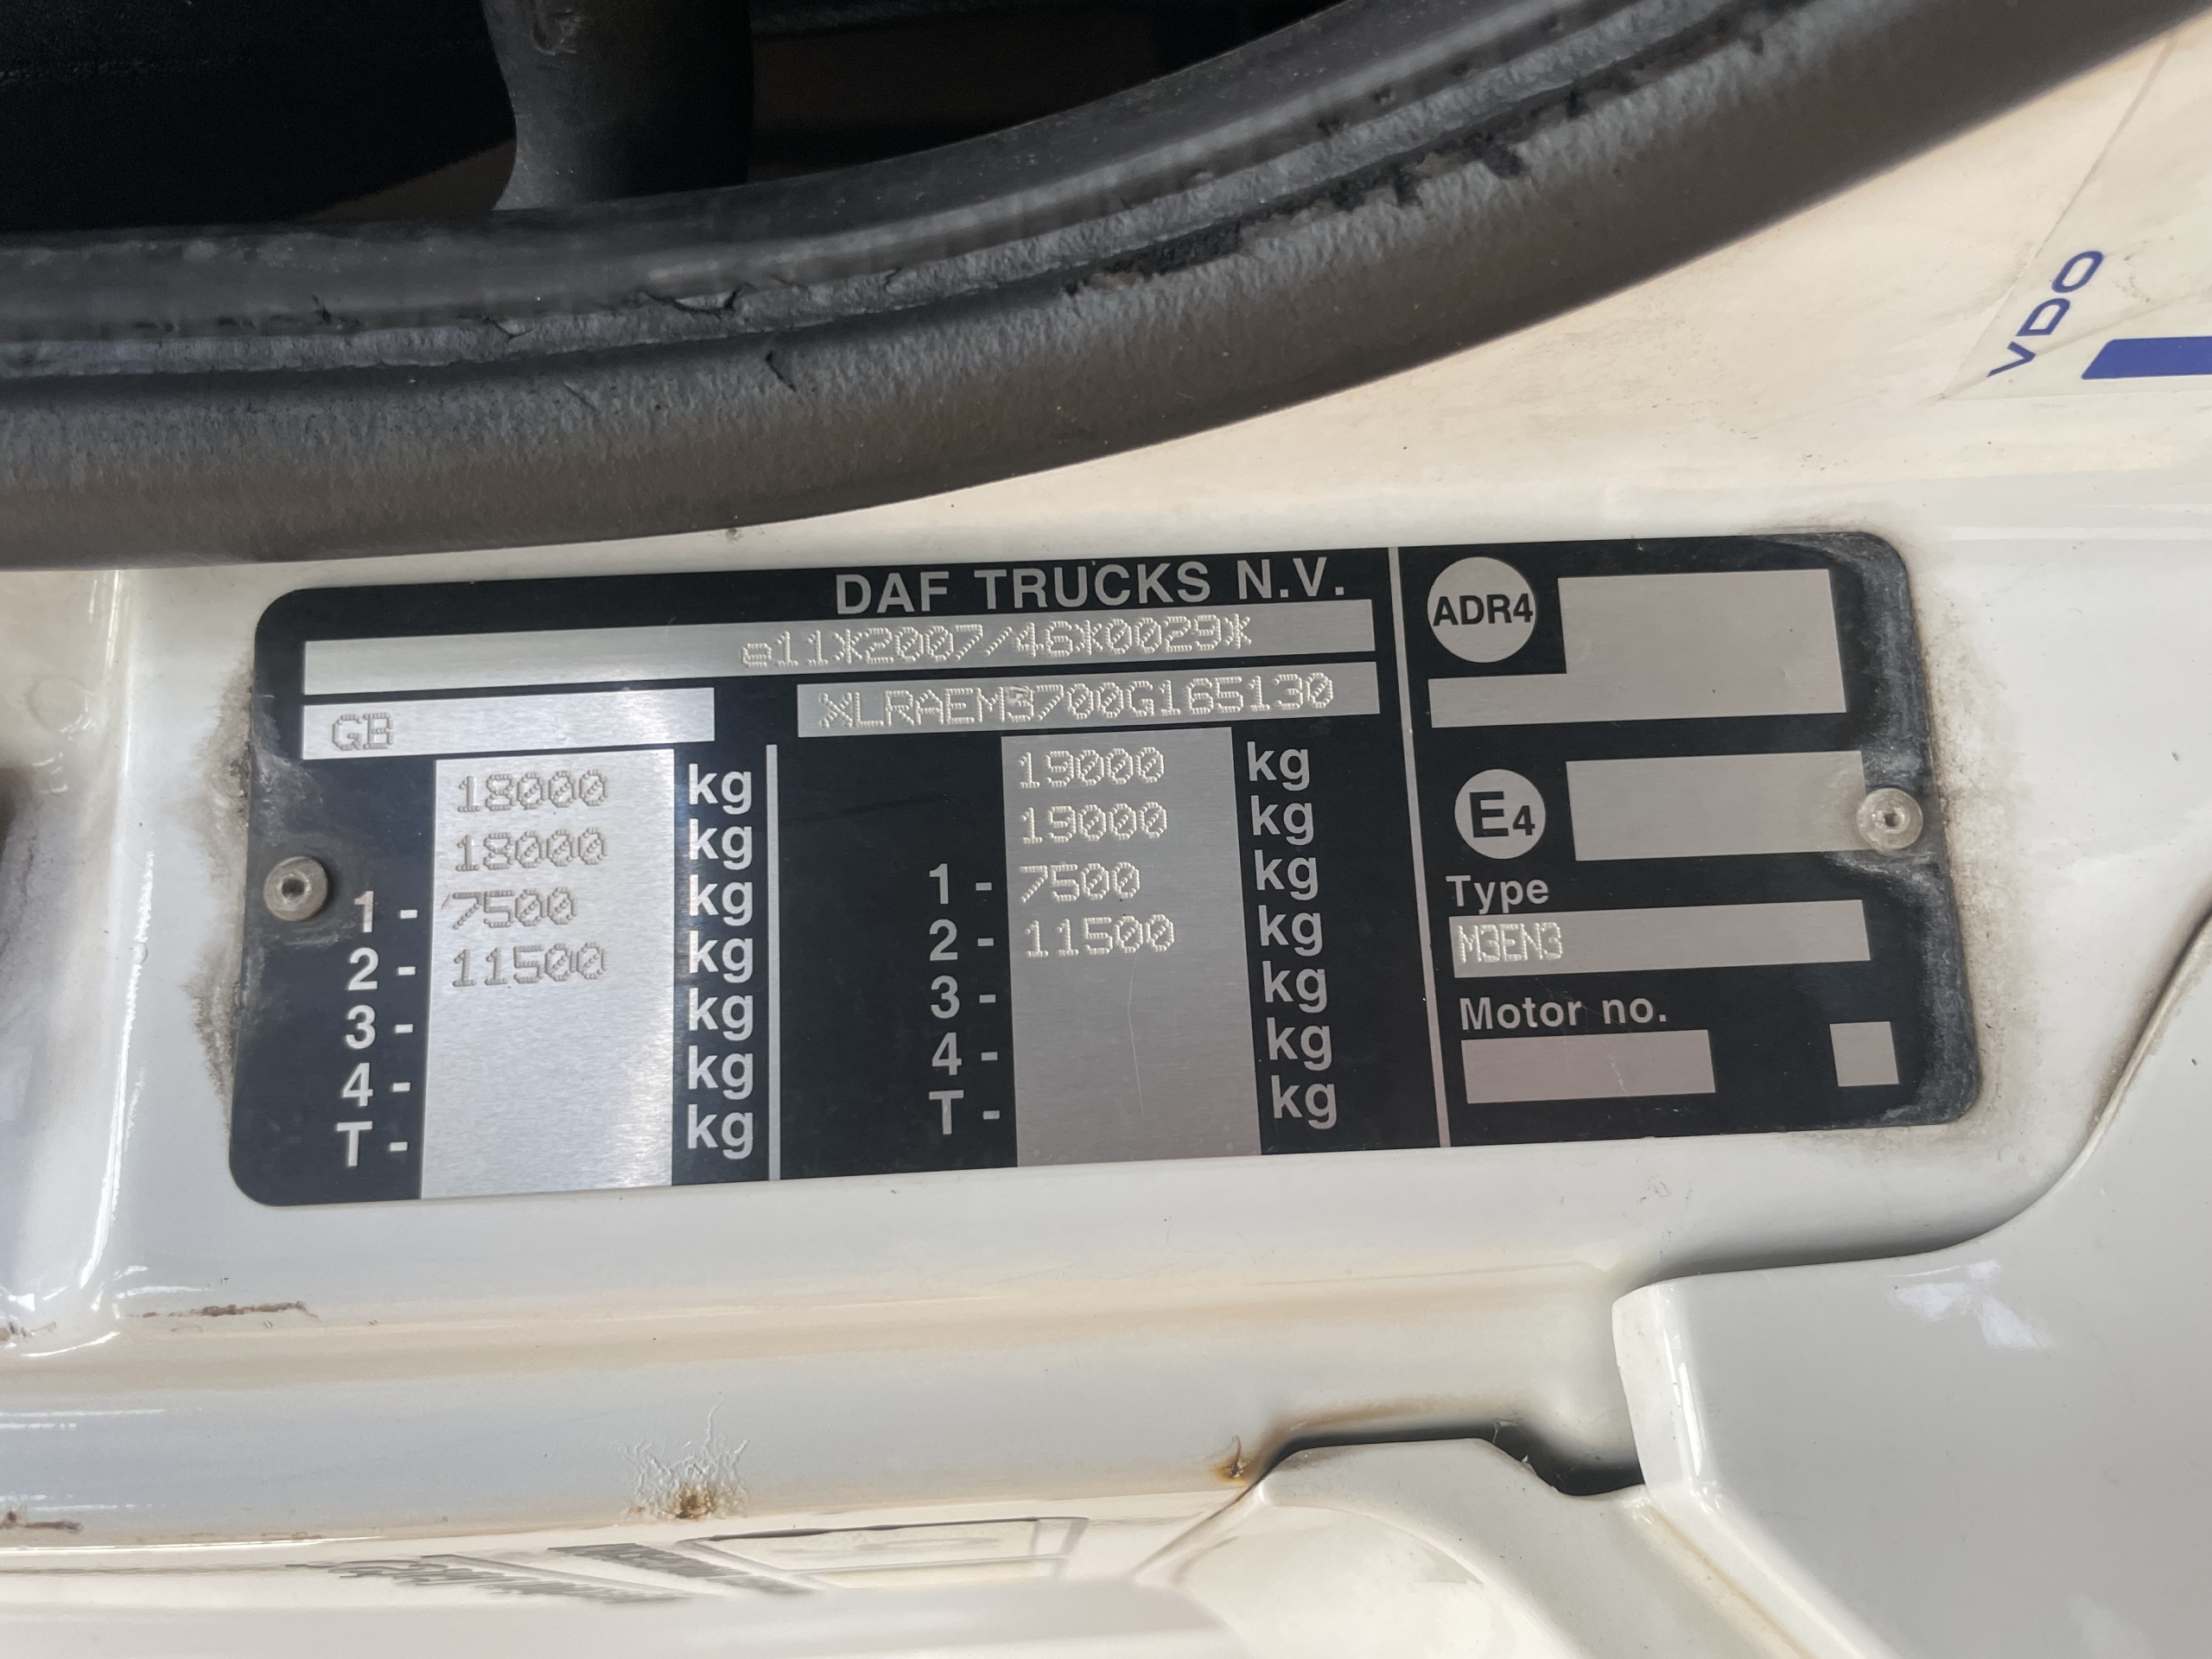 VDO
DAF TRUCKS N.V.
e11*2007/46*0029*
GB XLRAEM3700G165130
18000 kg 19000 kg
18000 kg 19000 kg
1 - 7500 kg 1 - 7500 kg
2 - 11500 kg 2 - 11500 kg
3 - kg 3 - kg
4 - kg 4 - kg
T - kg T - kg
ADR4
E4
Type
M3EN3
Motor no.